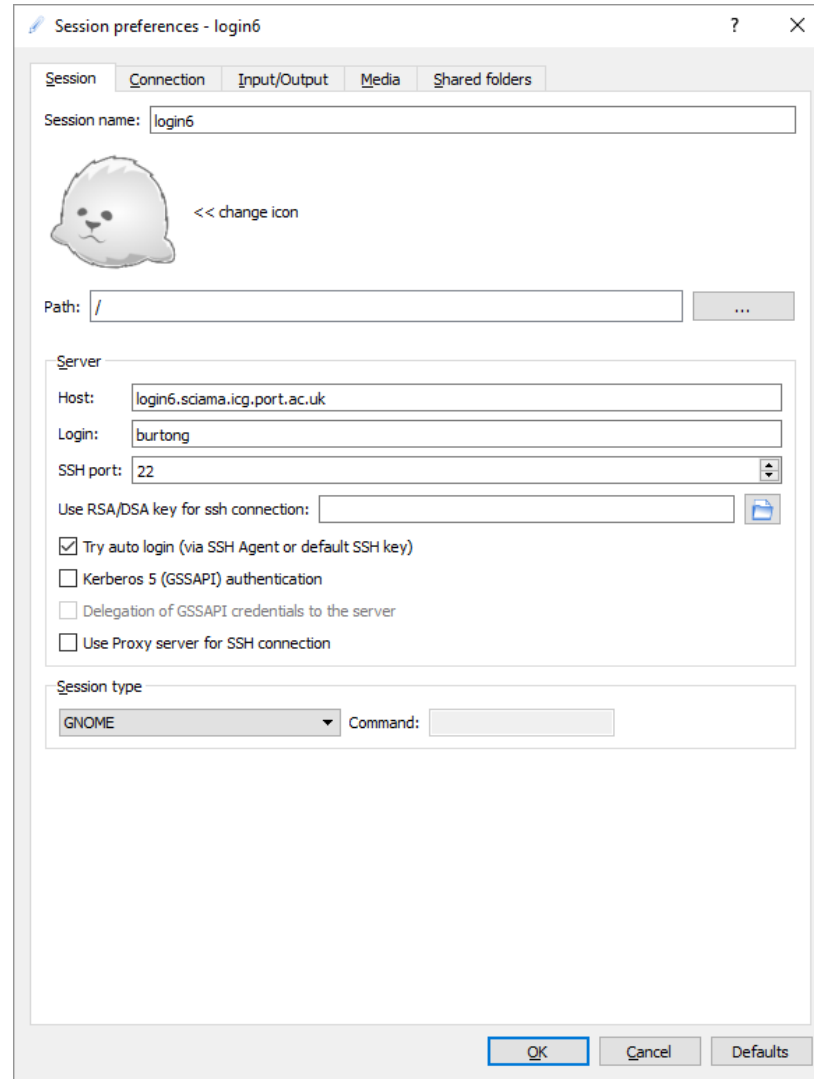 Session preferences - login6
?
Session Connection Input/Output Media Shared folders
Session name: login6
<< change icon
Path: / ...
Server
Host: login6.sciama.icg.port.ac.uk
Login: burtong
SSH port: 22
Use RSA/DSA key for ssh connection:
Try auto login (via SSH Agent or default SSH key)
Kerberos 5 (GSSAPI) authentication
Delegation of GSSAPI credentials to the server
Use Proxy server for SSH connection
Session type
GNOME Command:
OK Cancel Defaults